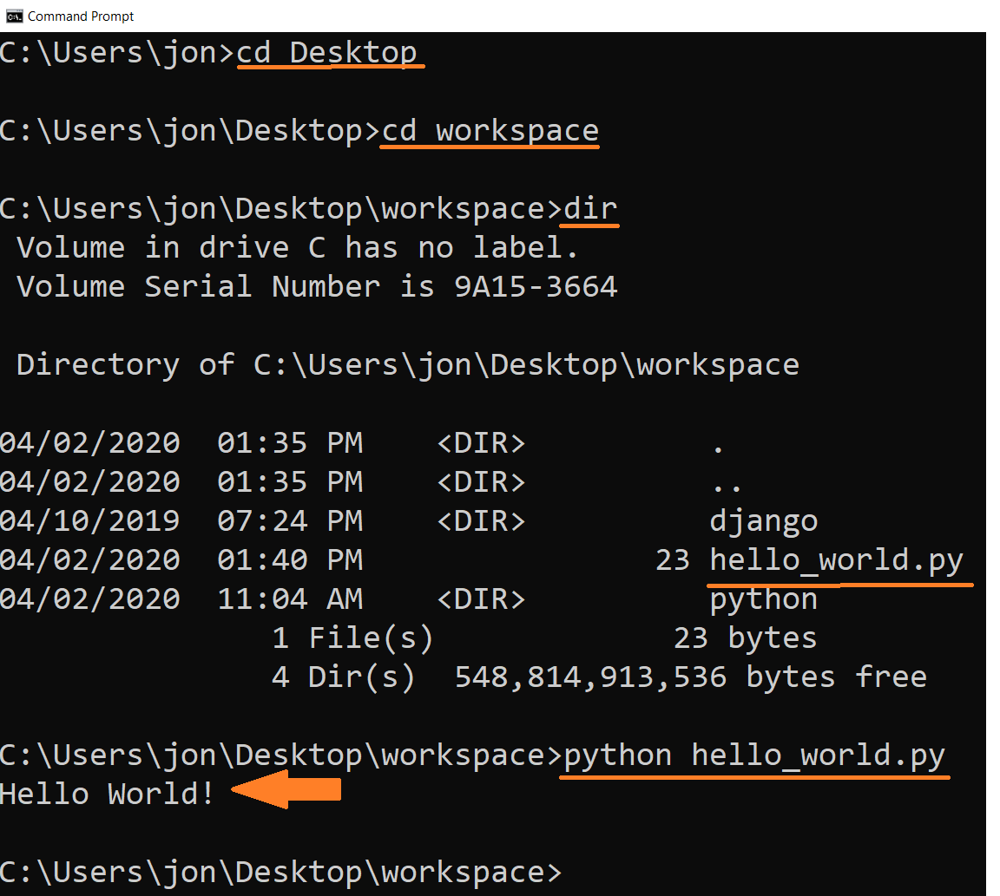 Command Prompt
C:\Users\jon>cd Desktop
C:\Users\jon\Desktop>cd workspace
C:\Users\jon\Desktop\workspace>dir
 Volume in drive C has no label.
 Volume Serial Number is 9A15-3664
 Directory of C:\Users\jon\Desktop\workspace
04/02/2020  01:35 PM    <DIR>          .
04/02/2020  01:35 PM    <DIR>          ..
04/10/2019  07:24 PM    <DIR>          django
04/02/2020  01:40 PM                23 hello_world.py
04/02/2020  11:04 AM    <DIR>          python
               1 File(s)             23 bytes
               4 Dir(s)  548,814,913,536 bytes free
C:\Users\jon\Desktop\workspace>python hello_world.py
Hello World!
C:\Users\jon\Desktop\workspace>